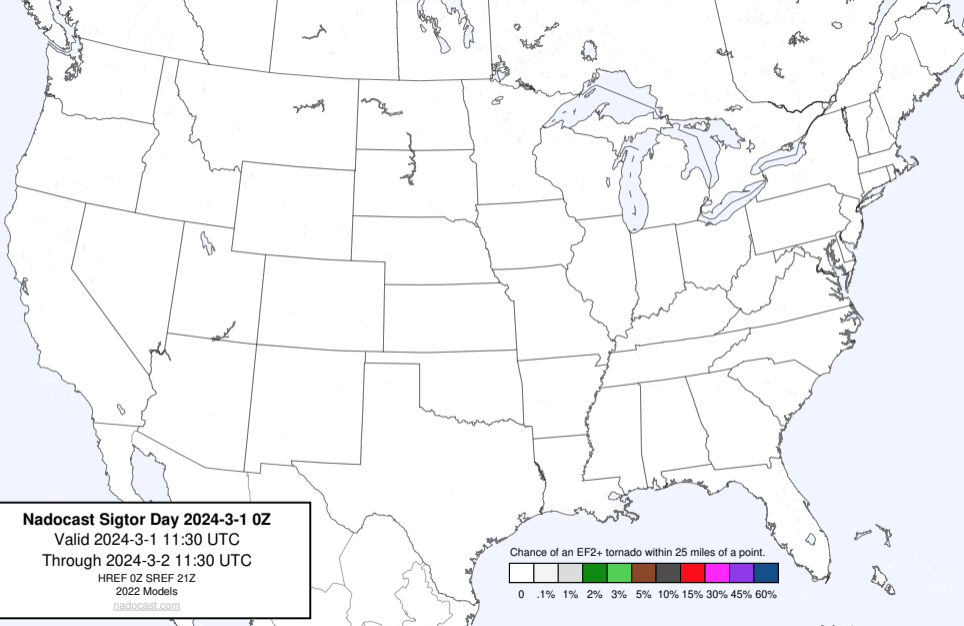 Nadocast Sigtor Day 2024-3-1 0Z
Valid 2024-3-1 11:30 UTC
Through 2024-3-2 11:30 UTC
HREF 0Z SREF 21Z
2022 Models
nadocast.com
Chance of an EF2+ tornado within 25 miles of a point.
0 .1% 1% 2% 3% 5% 10% 15% 30% 45% 60%